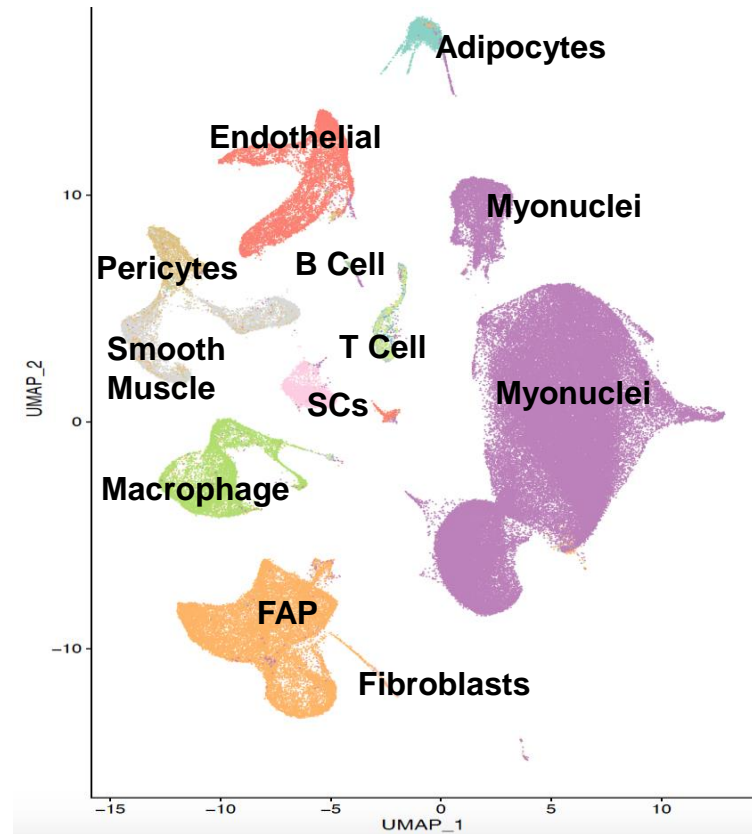 Adipocytes
Endothelial
10
Myonuclei
B Cell
Pericytes
Smooth
Muscle
T Cell
SCs
Myonuclei
UMAP_2
0
Macrophage
FAP
−10
Fibroblasts
−15
−10
−5
0
5
10
UMAP_1